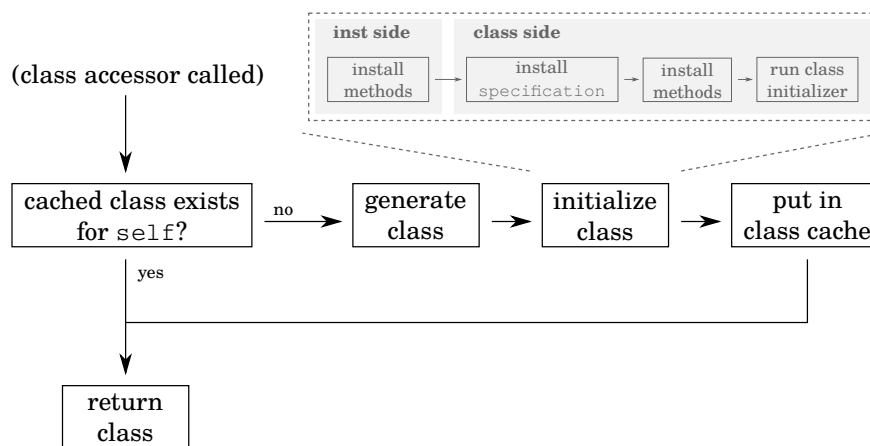 inst side
class side
install
methods
install
specification
install
methods
run class
initializer
(class accessor called)
cached class exists
for self?
no
generate
class
initialize
class
put in
class cache
yes
return
class